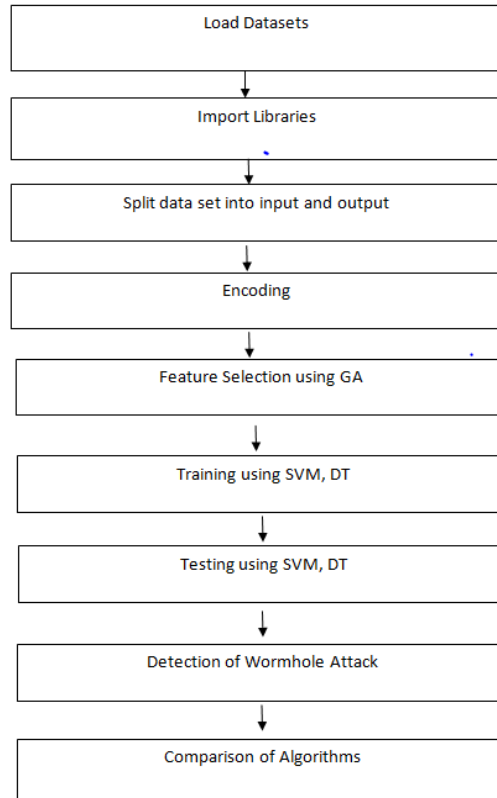 Load Datasets
Import Libraries
Split data set into input and output
Encoding
Feature Selection using GA
Training using SVM, DT
Testing using SVM, DT
Detection of Wormhole Attack
Comparison of Algorithms